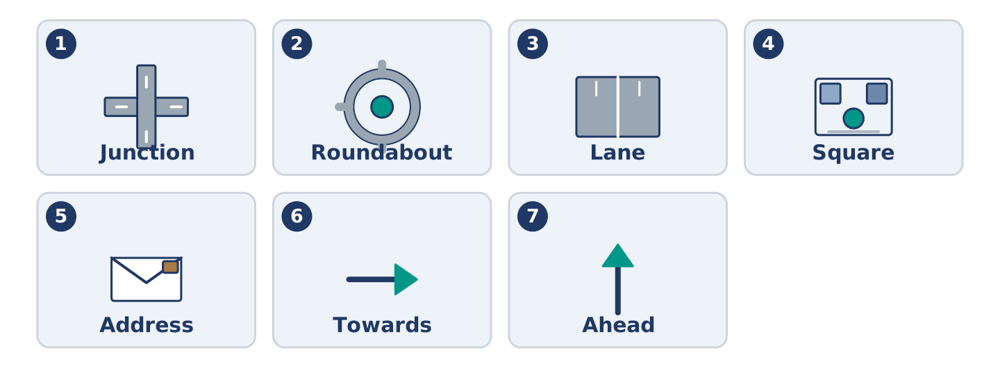 1
Junction
2
Roundabout
3
Lane
4
Square
5
Address
6
Towards
7
Ahead